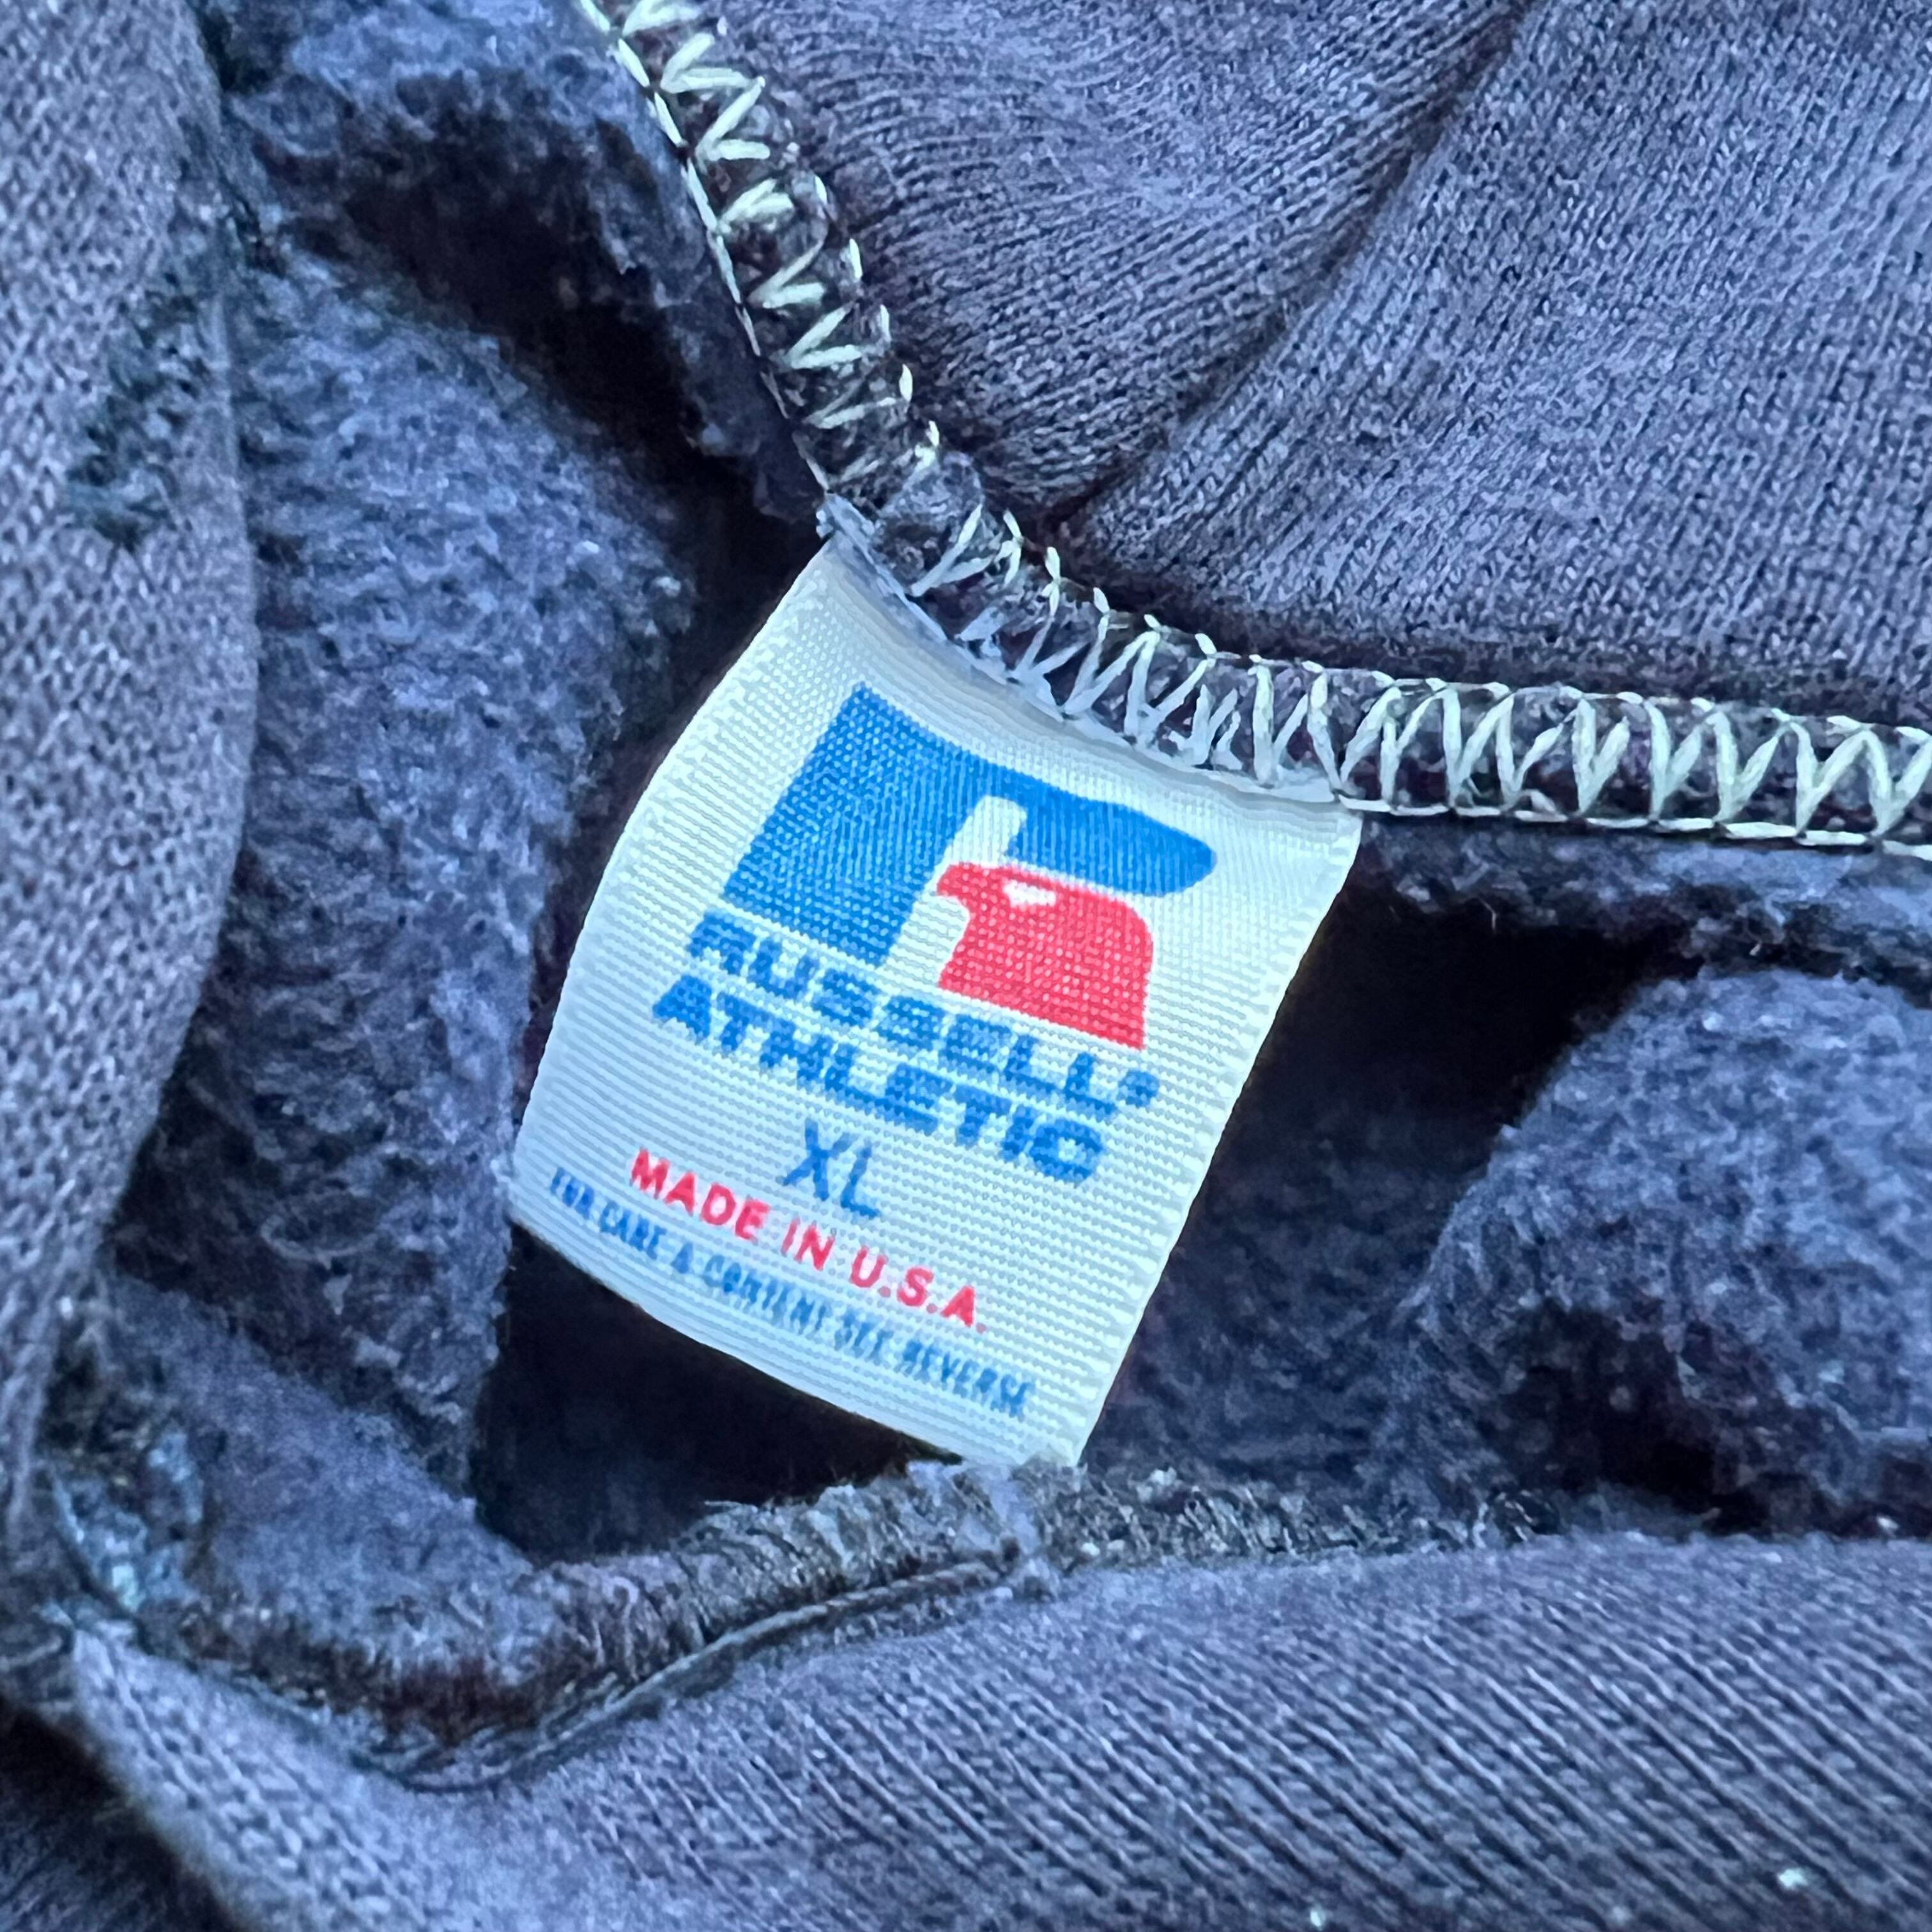 RUSSELL®
ATHLETIC
XL
MADE IN U.S.A.
FOR CARE & CONTENT SEE REVERSE